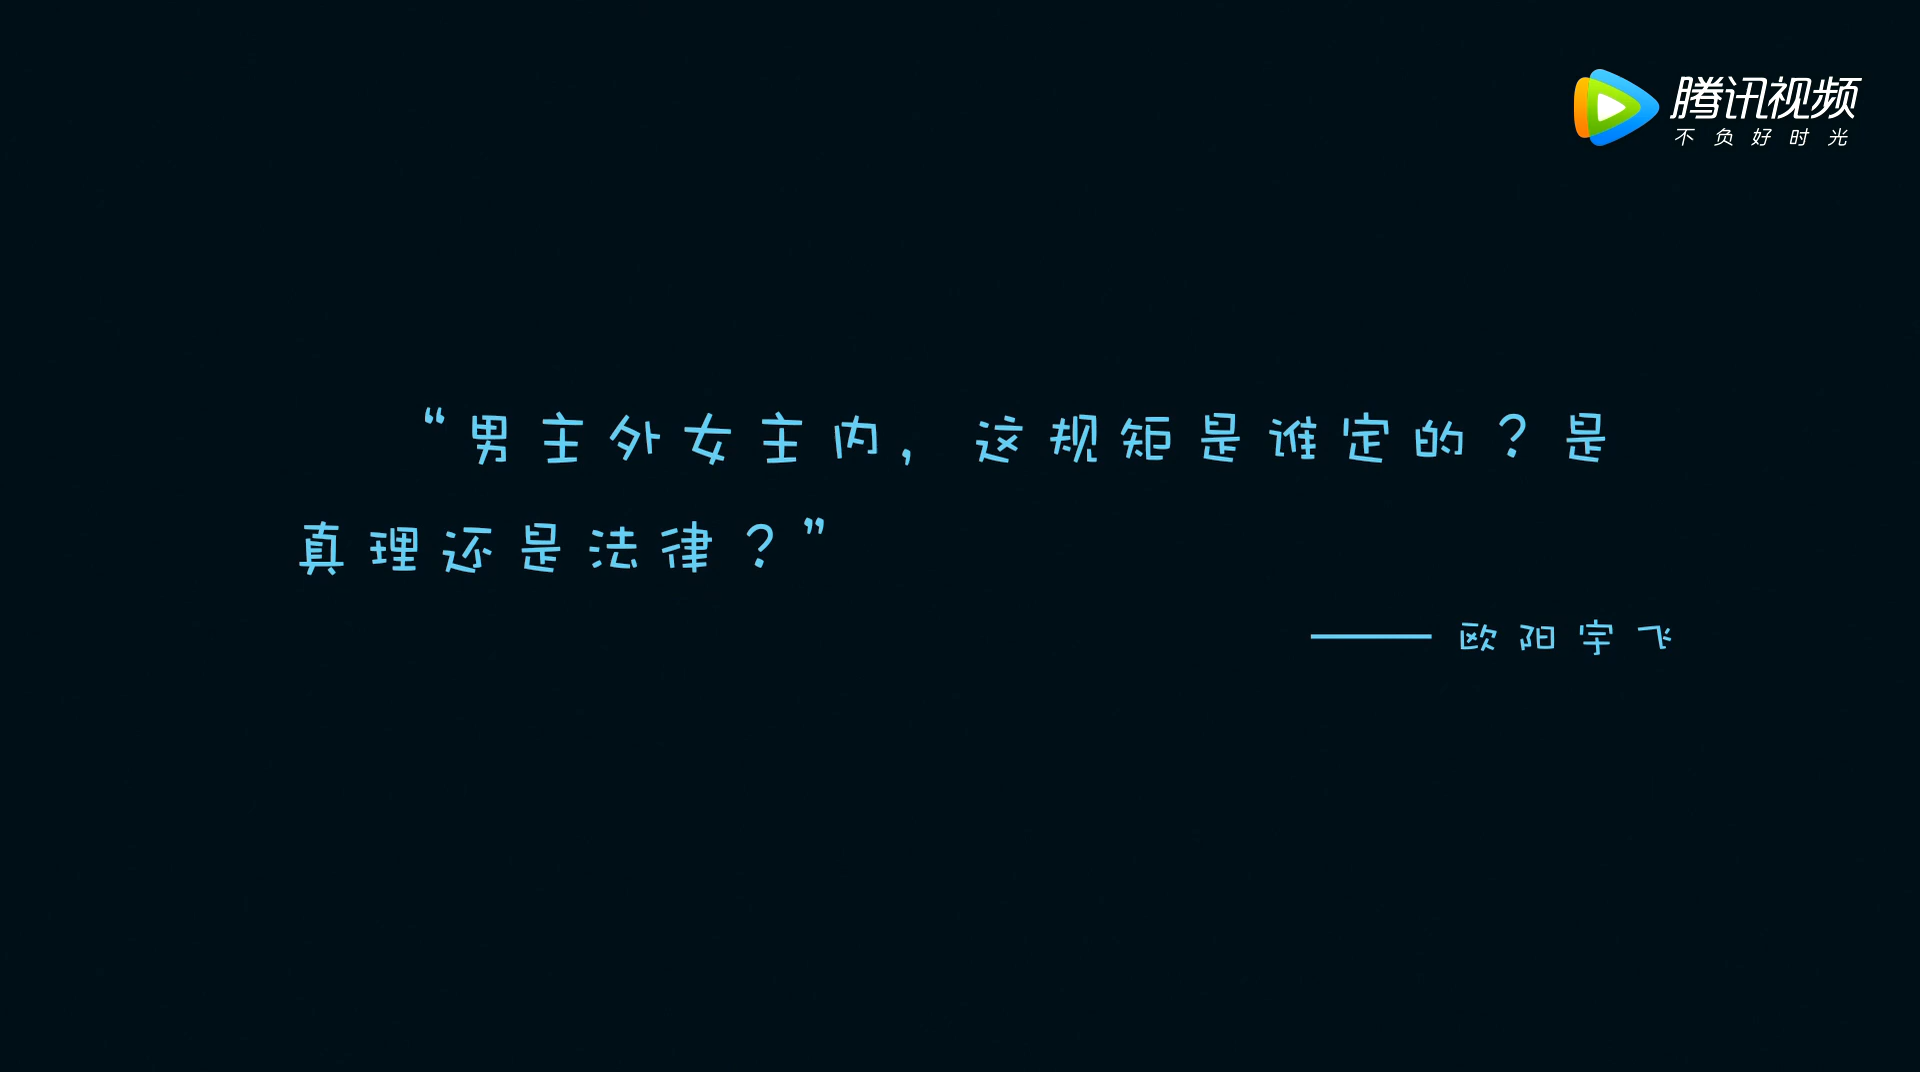 腾讯视频
不负好时光
“男主外女主内，这规矩是谁定的？是
真理还是法律？”
——欧阳宇飞